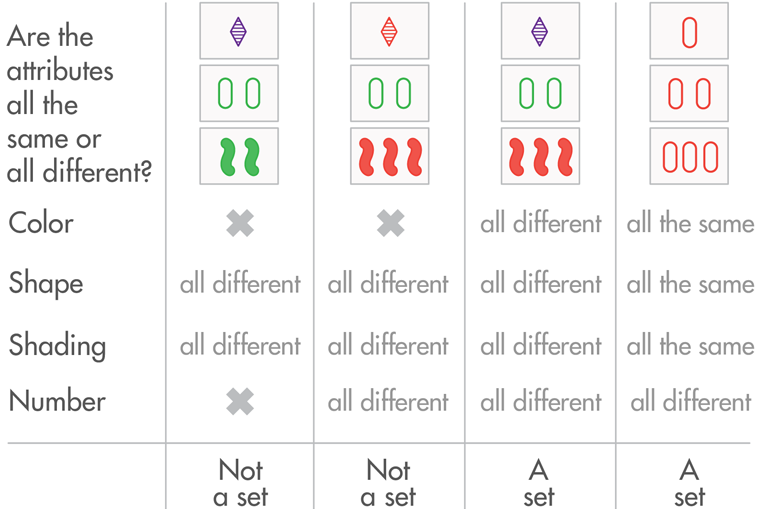 Are the
attributes
all the
same or
all different?
Color
all different
all the same
Shape
all different
all different
all different
all the same
Shading
all different
all different
all different
all the same
Number
all different
all different
all different
Not
a set
Not
a set
A
set
A
set